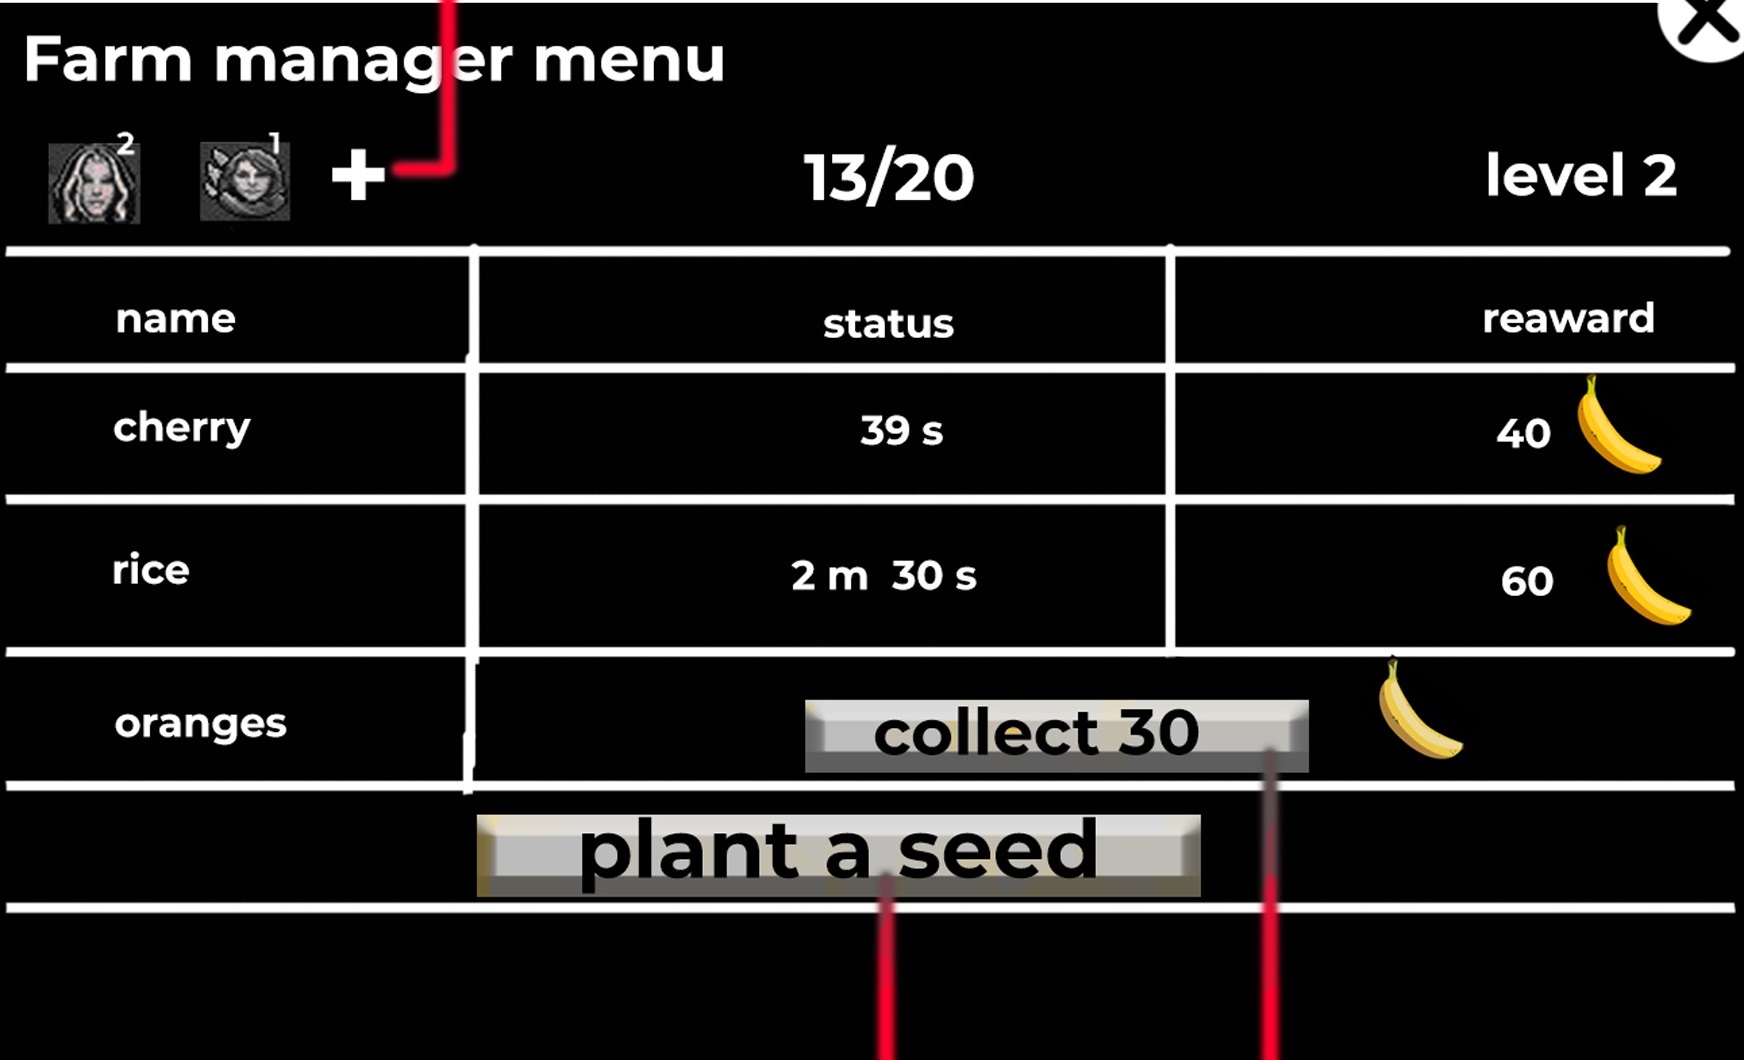 Farm manager menu
2 1 + 13/20 level 2
name status reaward
cherry 39 s 40
rice 2 m 30 s 60
oranges collect 30
plant a seed